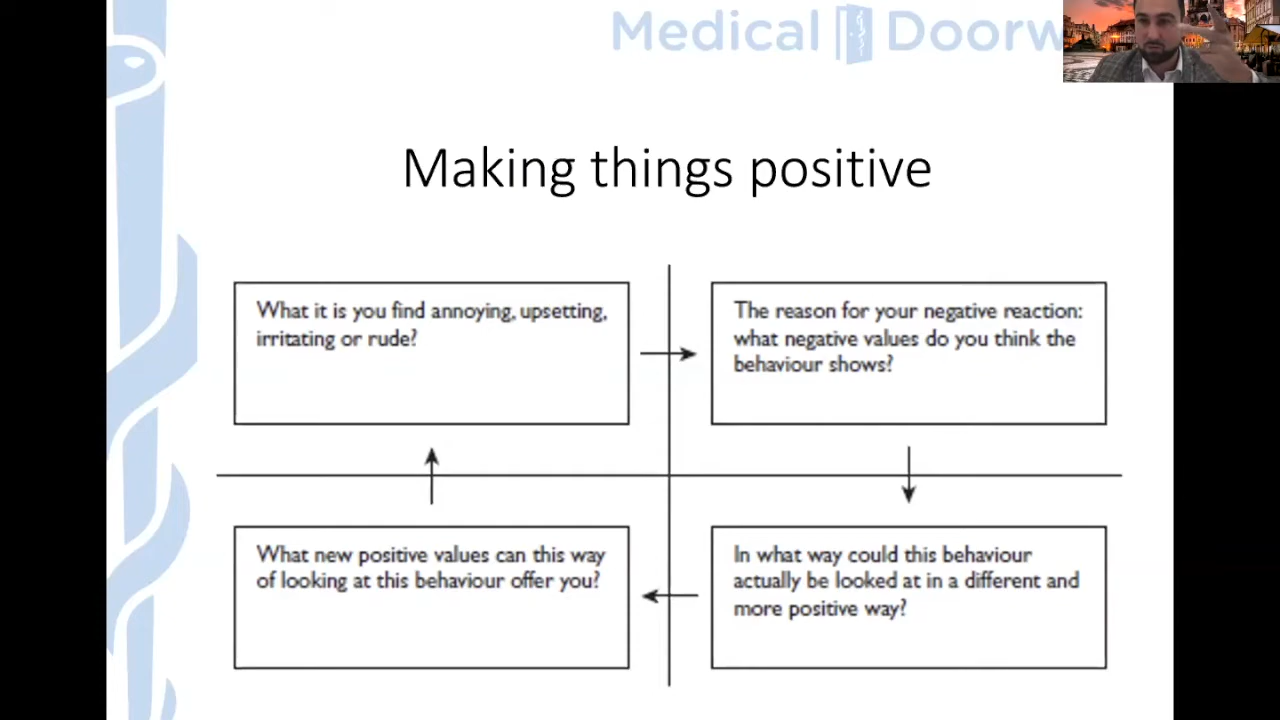 Medical Doorw
Making things positive
What it is you find annoying, upsetting,
irritating or rude?
The reason for your negative reaction:
what negative values do you think the
behaviour shows?
What new positive values can this way
of looking at this behaviour offer you?
In what way could this behaviour
actually be looked at in a different and
more positive way?